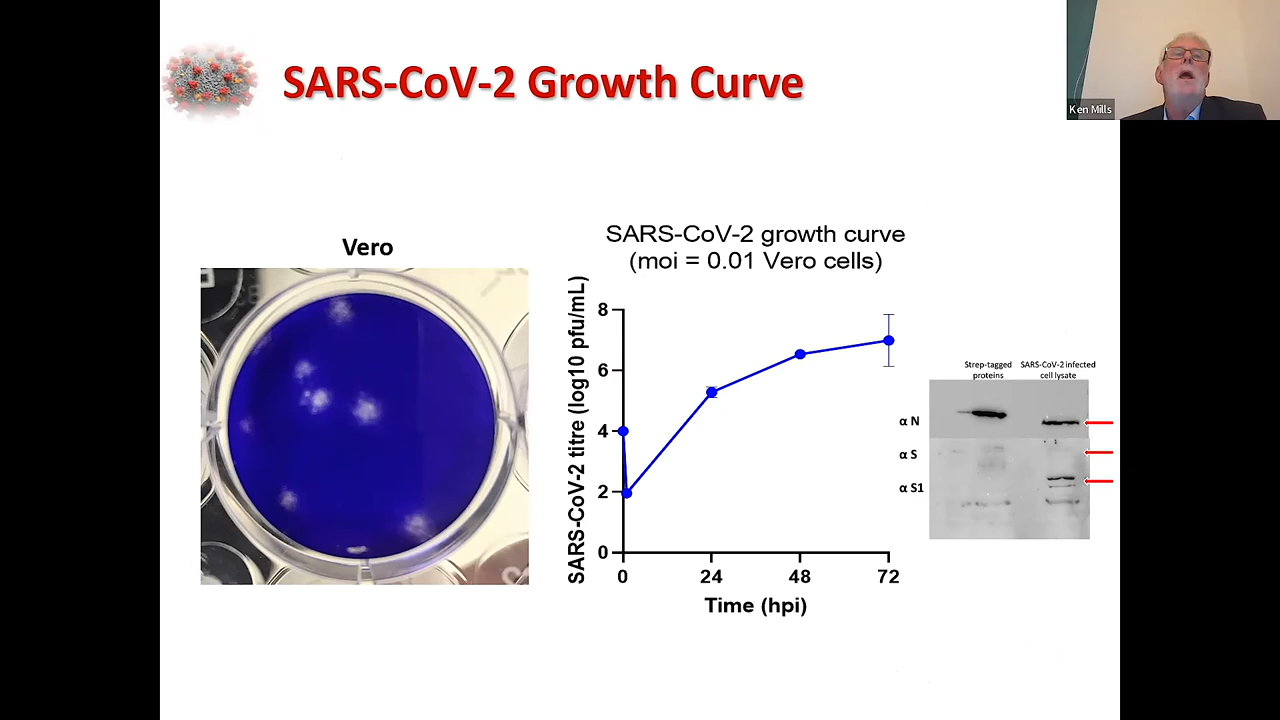 SARS-CoV-2 Growth Curve
Ken Mills
Vero
SARS-CoV-2 growth curve
(moi = 0.01 Vero cells)
SARS-CoV-2 titre (log10 pfu/mL)
8
6
4
2
0
0 24 48 72
Time (hpi)
Strep-tagged
proteins
SARS-CoV-2 infected
cell lysate
α N
α S
α S1